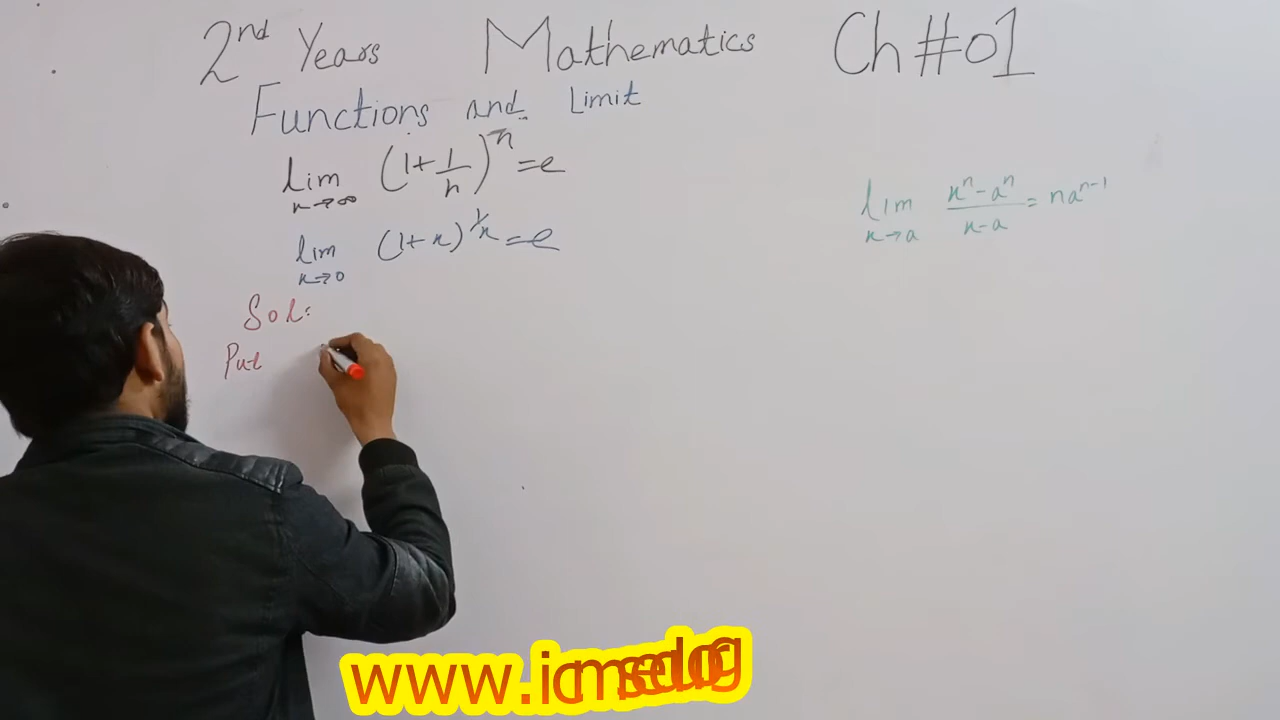 2nd Years Mathematics Ch#01
Functions and Limit
lim n→∞ (1+1/n)^n = e
lim x→0 (1+x)^1/x = e
lim x→a x^n-a^n/x-a = na^n-1
Sol:
Put